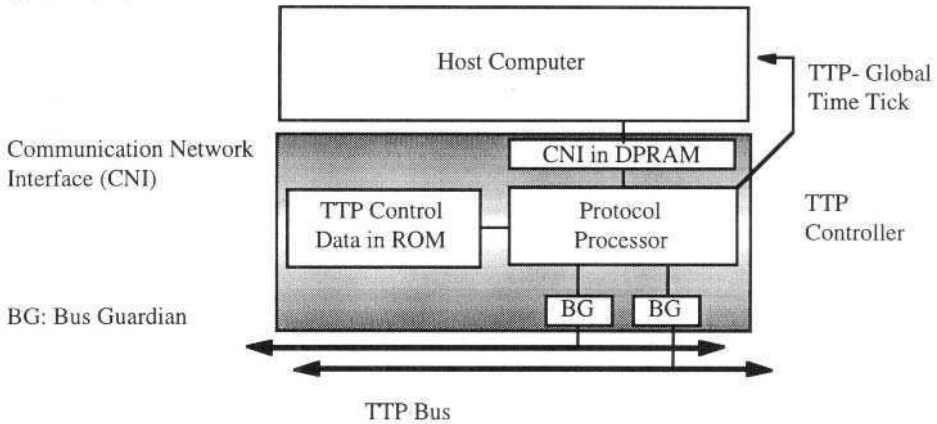 Host Computer
TTP- Global
Time Tick
Communication Network
Interface (CNI)
CNI in DPRAM
TTP Control
Data in ROM
Protocol
Processor
TTP
Controller
BG: Bus Guardian
BG
BG
TTP Bus